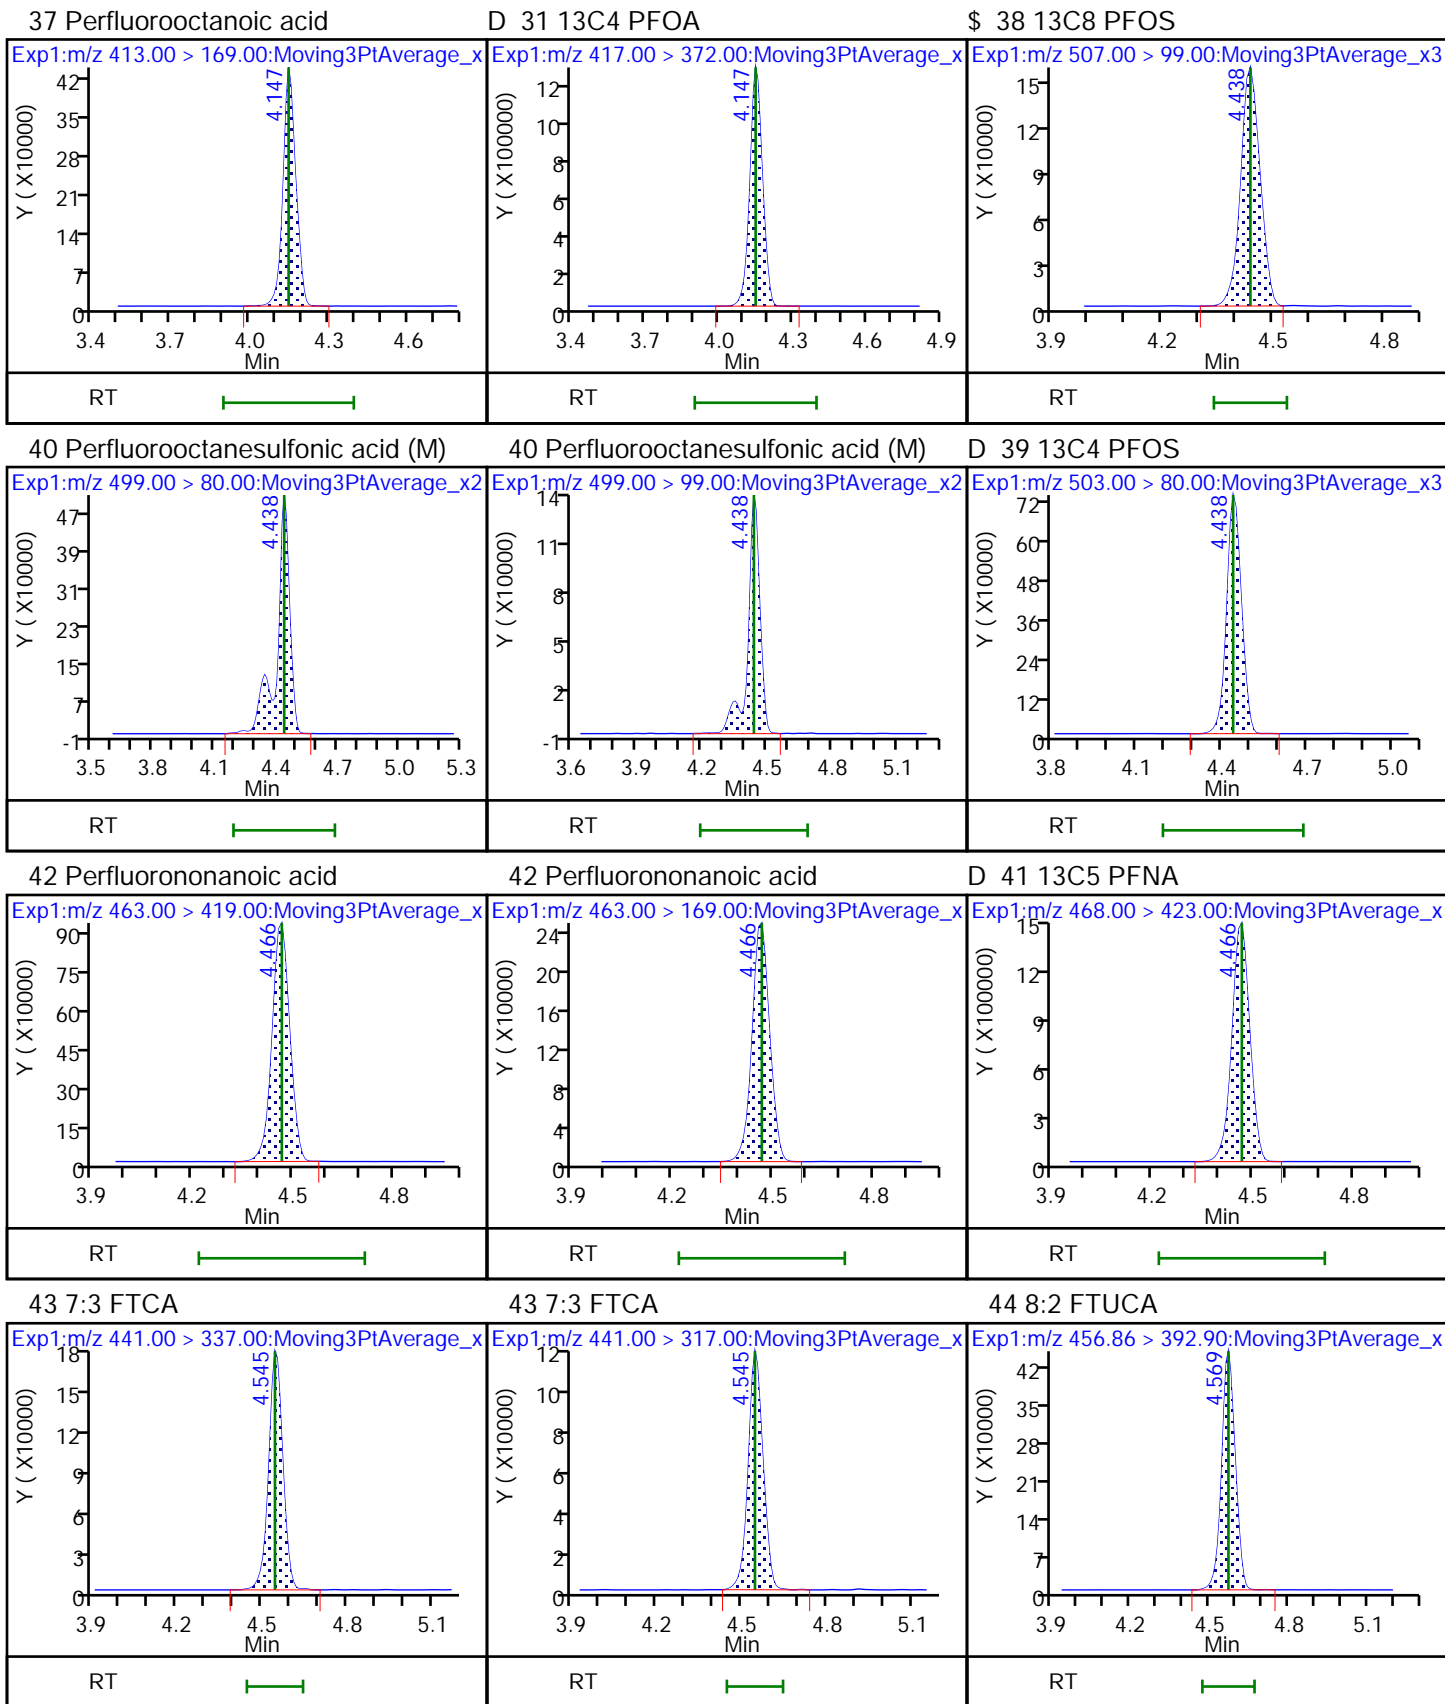 37 Perfluorooctanoic acid
Exp1:m/z 413.00 > 169.00:Moving3PtAverage_x
Y ( X10000)
42
35
28
21
14
7
0
4.147
3.4 3.7 4.0 4.3 4.6
Min
RT
D 31 13C4 PFOA
Exp1:m/z 417.00 > 372.00:Moving3PtAverage_x
Y ( X100000)
12
10
8
6
4
2
0
4.147
3.4 3.7 4.0 4.3 4.6 4.9
Min
RT
$ 38 13C8 PFOS
Exp1:m/z 507.00 > 99.00:Moving3PtAverage_x3
Y ( X10000)
15
12
9
6
3
0
4.438
3.9 4.2 4.5 4.8
Min
RT
40 Perfluorooctanesulfonic acid (M)
Exp1:m/z 499.00 > 80.00:Moving3PtAverage_x2
Y ( X10000)
47
39
31
23
15
7
-1
4.438
3.5 3.8 4.1 4.4 4.7 5.0 5.3
Min
RT
40 Perfluorooctanesulfonic acid (M)
Exp1:m/z 499.00 > 99.00:Moving3PtAverage_x2
Y ( X10000)
14
11
8
5
2
-1
4.438
3.6 3.9 4.2 4.5 4.8 5.1
Min
RT
D 39 13C4 PFOS
Exp1:m/z 503.00 > 80.00:Moving3PtAverage_x3
Y ( X10000)
72
60
48
36
24
12
0
4.438
3.8 4.1 4.4 4.7 5.0
Min
RT
42 Perfluorononanoic acid
Exp1:m/z 463.00 > 419.00:Moving3PtAverage_x
Y ( X10000)
90
75
60
45
30
15
0
4.466
3.9 4.2 4.5 4.8
Min
RT
42 Perfluorononanoic acid
Exp1:m/z 463.00 > 169.00:Moving3PtAverage_x
Y ( X10000)
24
20
16
12
8
4
0
4.466
3.9 4.2 4.5 4.8
Min
RT
D 41 13C5 PFNA
Exp1:m/z 468.00 > 423.00:Moving3PtAverage_x
Y ( X100000)
15
12
9
6
3
0
4.466
3.9 4.2 4.5 4.8
Min
RT
43 7:3 FTCA
Exp1:m/z 441.00 > 337.00:Moving3PtAverage_x
Y ( X10000)
18
15
12
9
6
3
0
4.545
3.9 4.2 4.5 4.8 5.1
Min
RT
43 7:3 FTCA
Exp1:m/z 441.00 > 317.00:Moving3PtAverage_x
Y ( X10000)
12
10
8
6
4
2
0
4.545
3.9 4.2 4.5 4.8 5.1
Min
RT
44 8:2 FTUCA
Exp1:m/z 456.86 > 392.90:Moving3PtAverage_x
Y ( X10000)
42
35
28
21
14
7
0
4.569
3.9 4.2 4.5 4.8 5.1
Min
RT